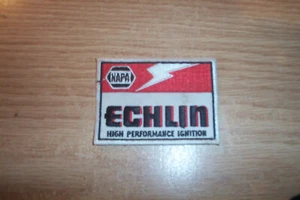 NAPA
ECHLIN
HIGH PERFORMANCE IGNITION